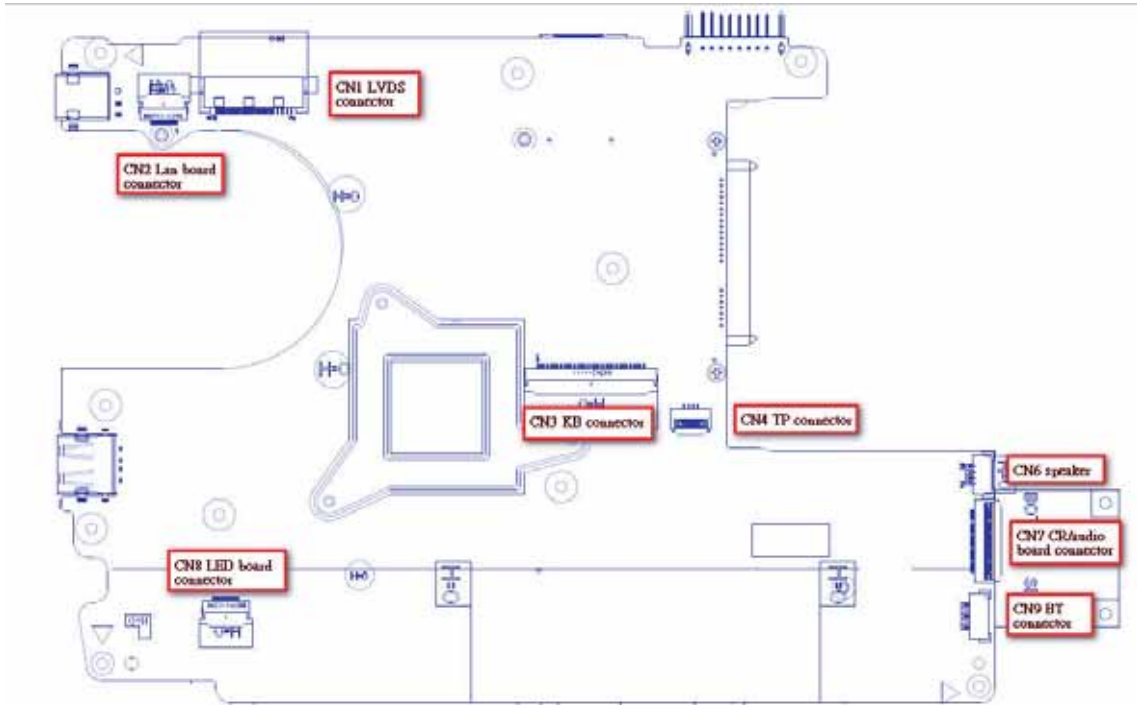 CN1 LVDS
connector
CN2 Lan board
connector
CN3 KB connector
CN4 TP connector
CN6 speaker
CN7 CR/audio
board connector
CN8 LED board
connector
CN9 BT
connector